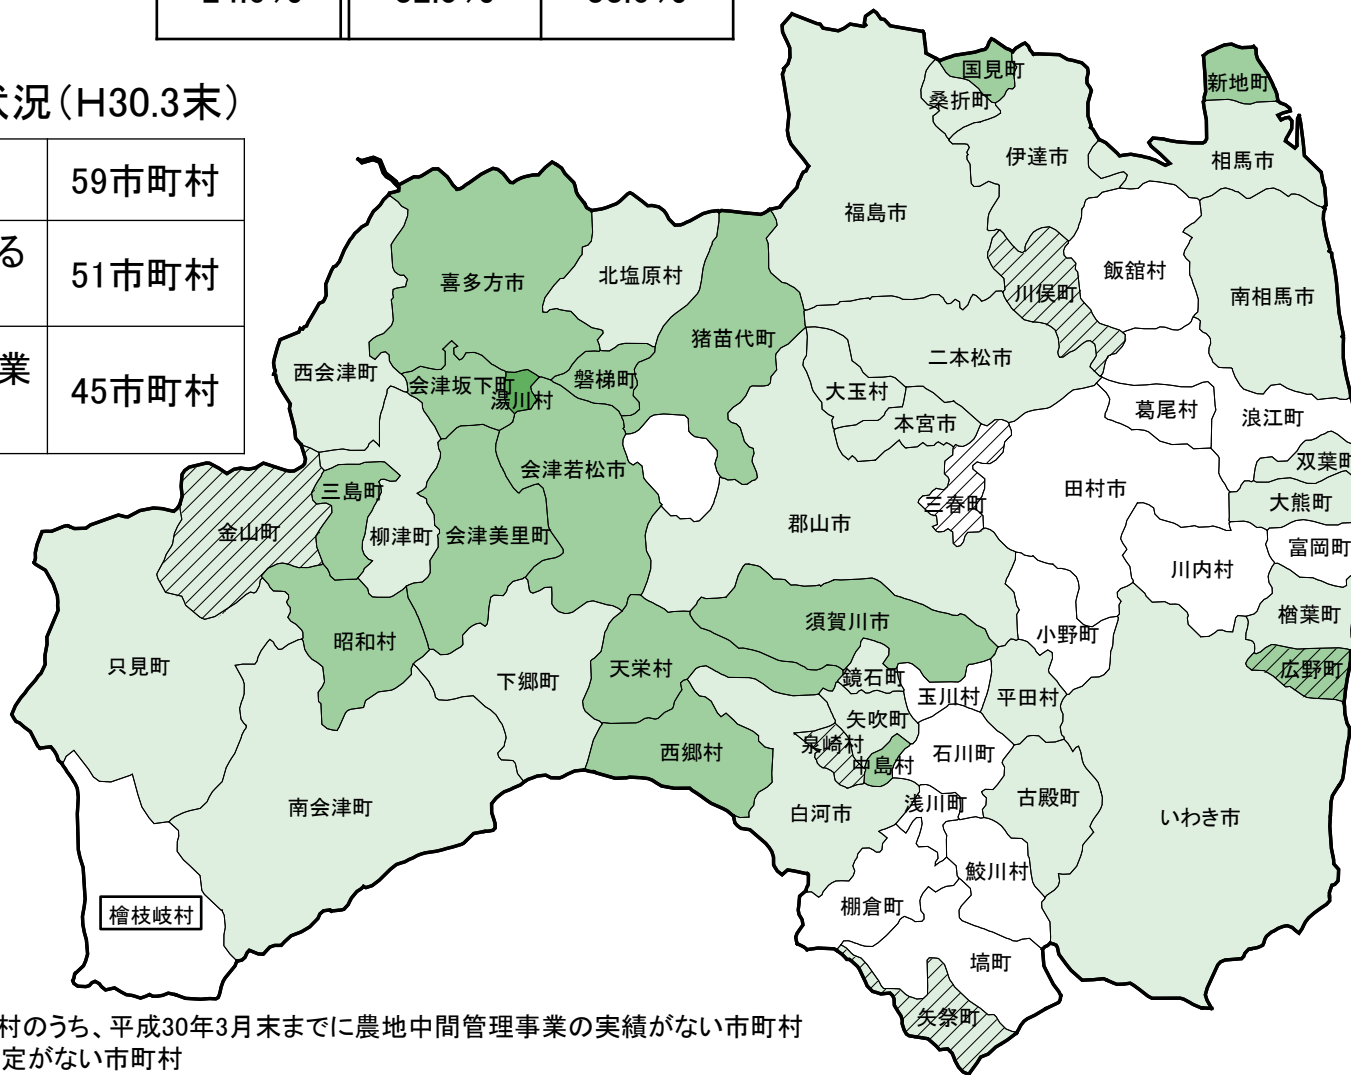 状況（H30.3末）
59市町村
る
51市町村
業
45市町村
国見町
新地町
桑折町
伊達市
相馬市
福島市
飯舘村
北塩原村
喜多方市
川俣町
南相馬市
猪苗代町
二本松市
西会津町
磐梯町
会津坂下町
湯川村
大玉村
葛尾村
浪江町
本宮市
会津若松市
双葉町
三島町
田村市
大熊町
三春町
郡山市
金山町
柳津町
会津美里町
富岡町
川内村
楢葉町
須賀川市
小野町
昭和村
只見町
天栄村
鏡石町
広野町
下郷町
玉川村
平田村
矢吹町
泉崎村
西郷村
石川町
中島村
南会津町
白河市
浅川町
古殿町
いわき市
鮫川村
棚倉町
檜枝岐村
塙町
矢祭町
村のうち、平成30年3月末までに農地中間管理事業の実績がない市町村
定がない市町村